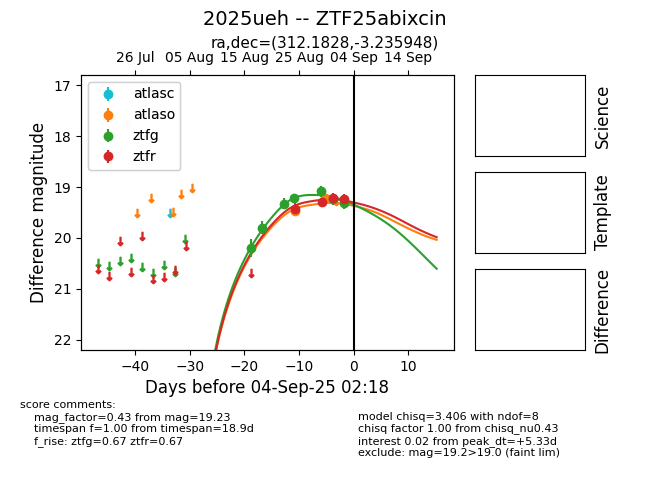 2025ueh -- ZTF25abixcin
ra,dec=(312.1828,-3.235948)
26 Jul 05 Aug 15 Aug 25 Aug 04 Sep 14 Sep
17
18
19
20
21
22
Difference magnitude
atlasc
atlaso
ztfg
ztfr
−40 −30 −20 −10 0 10
Days before 04-Sep-25 02:18
Science
Template
Difference
score comments:
mag_factor=0.43 from mag=19.23
timespan f=1.00 from timespan=18.9d
f_rise: ztfg=0.67 ztfr=0.67
model chisq=3.406 with ndof=8
chisq factor 1.00 from chisq_nu0.43
interest 0.02 from peak_dt=+5.33d
exclude: mag=19.2>19.0 (faint lim)